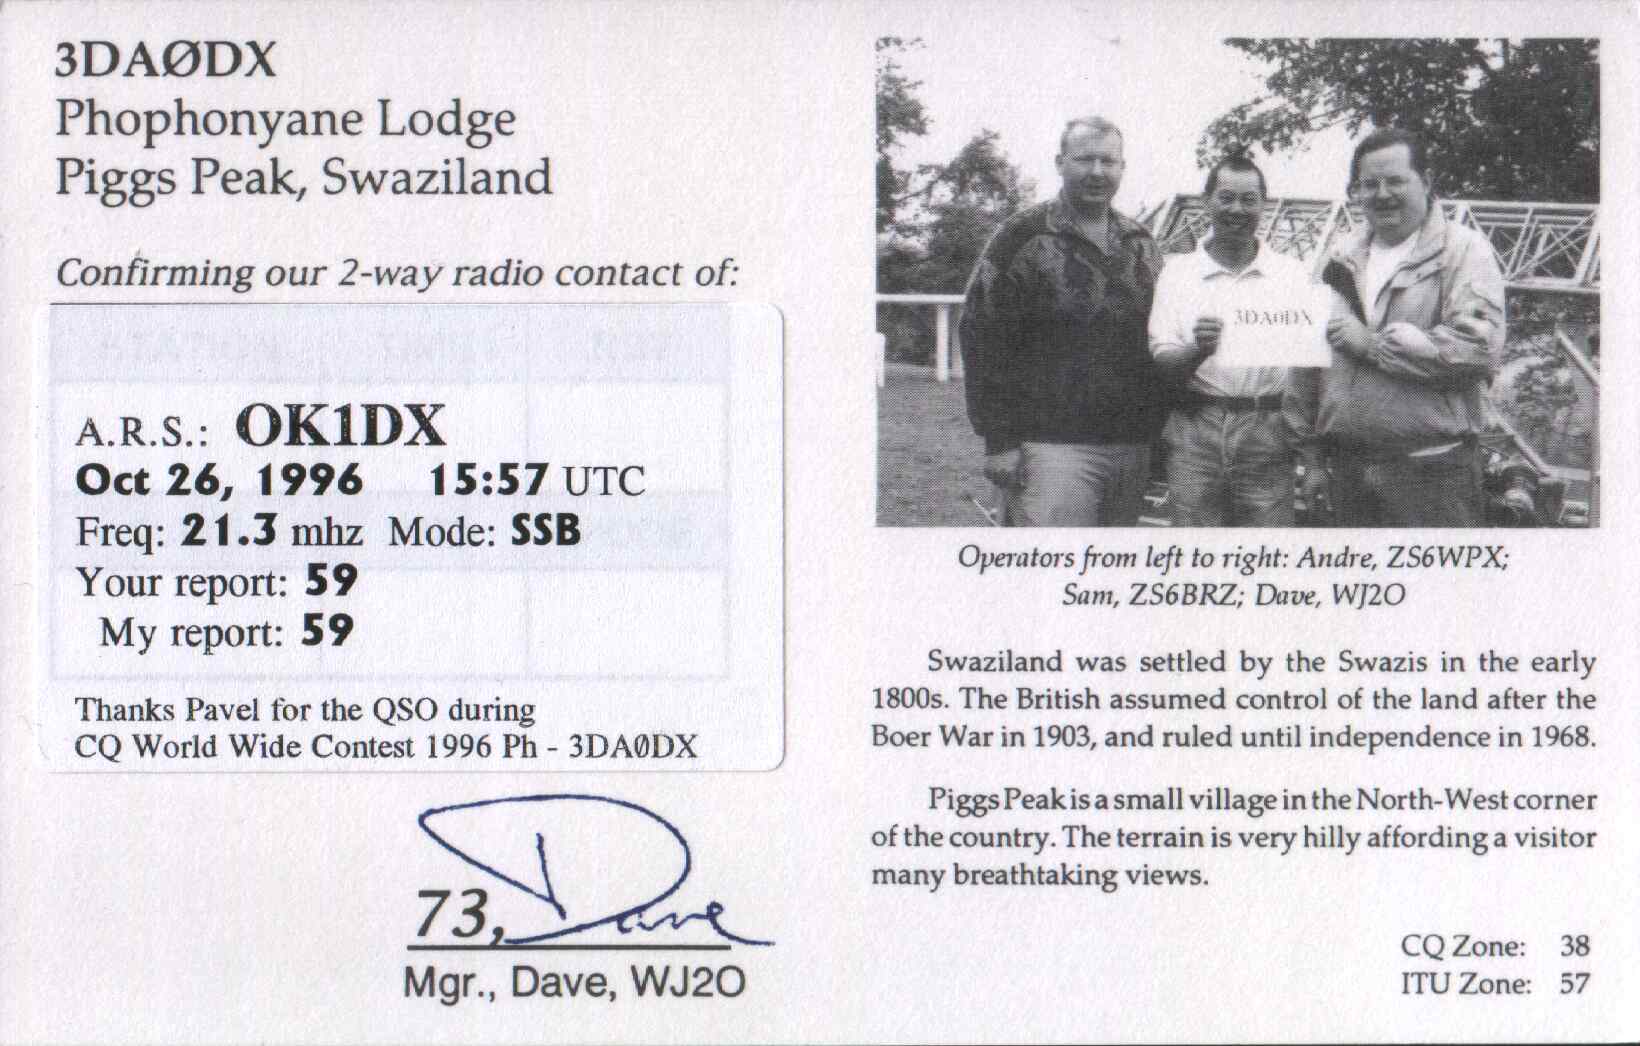 3DAØDX
Phophonyane Lodge
Piggs Peak, Swaziland
Confirming our 2-way radio contact of:
A.R.S.: OK1DX
Oct 26, 1996 15:57 UTC
Freq: 21.3 mhz Mode: SSB
Your report: 59
My report: 59
Thanks Pavel for the QSO during
CQ World Wide Contest 1996 Ph - 3DA0DX
73, Dave
Mgr., Dave, WJ2O
3DA0DX
Operators from left to right: Andre, ZS6WPX;
Sam, ZS6BRZ; Dave, WJ2O
Swaziland was settled by the Swazis in the early
1800s. The British assumed control of the land after the
Boer War in 1903, and ruled until independence in 1968.
Piggs Peak is a small village in the North-West corner
of the country. The terrain is very hilly affording a visitor
many breathtaking views.
CQ Zone: 38
ITU Zone: 57